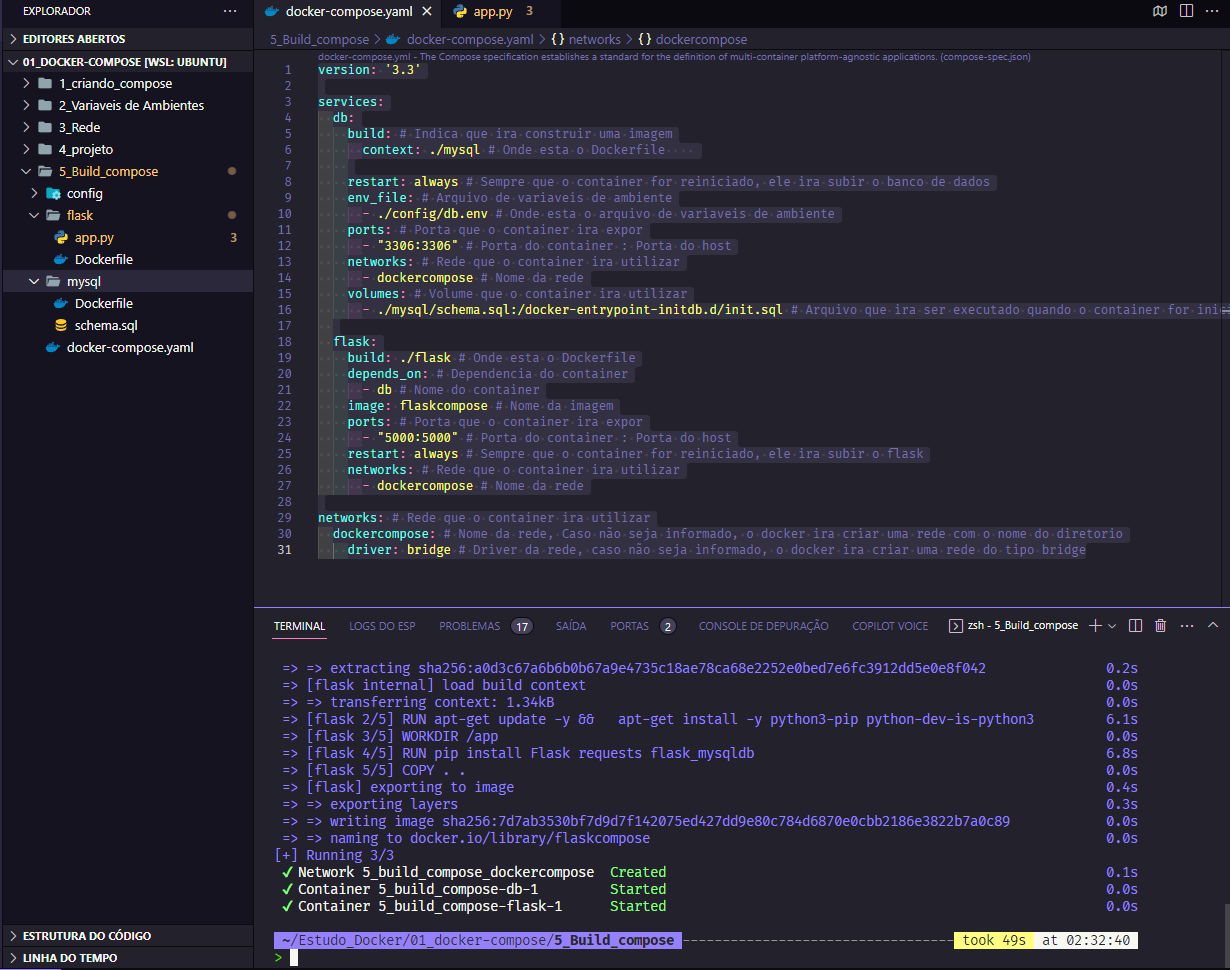 EXPLORADOR ···
EDITORES ABERTOS
01_DOCKER-COMPOSE [WSL: UBUNTU]
1_criando_compose
2_Variaveis de Ambientes
3_Rede
4_projeto
5_Build_compose
config
flask
app.py 3
Dockerfile
mysql
Dockerfile
schema.sql
docker-compose.yaml
ESTRUTURA DO CÓDIGO
LINHA DO TEMPO
docker-compose.yaml app.py 3
5_Build_compose > docker-compose.yaml > {} networks > {} dockercompose
docker-compose.yml - The Compose specification establishes a standard for the definition of multi-container platform-agnostic applications. (compose-spec.json)
1 version: '3.3'
2
3 services:
4 db:
5 build: # Indica que ira construir uma imagem
6 context: ./mysql # Onde esta o Dockerfile
7
8 restart: always # Sempre que o container for reiniciado, ele ira subir o banco de dados
9 env_file: # Arquivo de variaveis de ambiente
10 - ./config/db.env # Onde esta o arquivo de variaveis de ambiente
11 ports: # Porta que o container ira expor
12 - "3306:3306" # Porta do container : Porta do host
13 networks: # Rede que o container ira utilizar
14 - dockercompose # Nome da rede
15 volumes: # Volume que o container ira utilizar
16 - ./mysql/schema.sql:/docker-entrypoint-initdb.d/init.sql # Arquivo que ira ser executado quando o container for ini
17
18 flask:
19 build: ./flask # Onde esta o Dockerfile
20 depends_on: # Dependencia do container
21 - db # Nome do container
22 image: flaskcompose # Nome da imagem
23 ports: # Porta que o container ira expor
24 - "5000:5000" # Porta do container : Porta do host
25 restart: always # Sempre que o container for reiniciado, ele ira subir o flask
26 networks: # Rede que o container ira utilizar
27 - dockercompose # Nome da rede
28
29 networks: # Rede que o container ira utilizar
30 dockercompose: # Nome da rede, Caso não seja informado, o docker ira criar uma rede com o nome do diretorio
31 driver: bridge # Driver da rede, caso não seja informado, o docker ira criar uma rede do tipo bridge
TERMINAL LOGS DO ESP PROBLEMAS 17 SAÍDA PORTAS 2 CONSOLE DE DEPURAÇÃO COPILOT VOICE zsh - 5_Build_compose
=> => extracting sha256:a0d3c67a6b6b0b67a9e4735c18ae78ca68e2252e0bed7e6fc3912dd5e0e8f042 0.2s
=> [flask internal] load build context 0.0s
=> => transferring context: 1.34kB 0.0s
=> [flask 2/5] RUN apt-get update -y && apt-get install -y python3-pip python-dev-is-python3 6.1s
=> [flask 3/5] WORKDIR /app 0.0s
=> [flask 4/5] RUN pip install Flask requests flask_mysqldb 6.8s
=> [flask 5/5] COPY . . 0.0s
=> [flask] exporting to image 0.4s
=> => exporting layers 0.3s
=> => writing image sha256:7d7ab3530bf7d9d7f142075ed427dd9e80c784d6870e0cbb2186e3822b7a0c89 0.0s
=> => naming to docker.io/library/flaskcompose 0.0s
[+] Running 3/3
✓ Network 5_build_compose_dockercompose Created 0.1s
✓ Container 5_build_compose-db-1 Started 0.0s
✓ Container 5_build_compose-flask-1 Started 0.0s
~/Estudo_Docker/01_docker-compose/5_Build_compose took 49s at 02:32:40
>